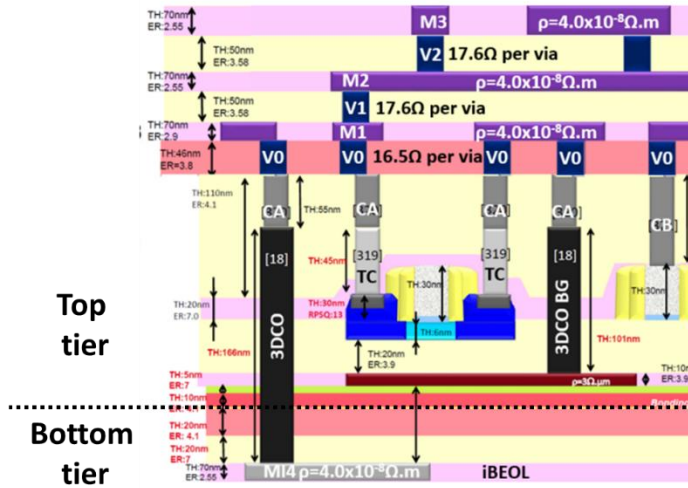 TH:70nm
ER:2.55
M3
ρ=4.0x10⁻⁸Ω.m
TH:50nm
ER:3.58
V2 17.6Ω per via
TH:70nm
ER:2.55
M2
ρ=4.0x10⁻⁸Ω.m
TH:50nm
ER:3.58
V1 17.6Ω per via
TH:70nm
ER:2.9
M1
ρ=4.0x10⁻⁸Ω.m
TH:46nm
ER=3.8
V0 V0 16.5Ω per via V0 V0 V0
TH:110nm
ER:4.1
TH:55nm
CA CA CA CA CB
[18] [319] [319] [18]
TH:45nm
TC TC
TH:30nm
TH:30nm
TH:20nm
ER:7.0
TH:30nm
RPSQ:13
TH:6nm
3DCO
3DCO BG
TH:101nm
Top
tier
TH:166nm
TH:20nm
ER:3.9
TH:5nm
ER:7
ρ=3Ω.μm
TH:10n
ER:3.9
TH:10nm
Bonding
Bottom
tier
TH:20nm
ER: 4.1
TH:20nm
ER:7
TH:70nm
ER:2.55
MI4 ρ=4.0x10⁻⁸Ω.m
iBEOL